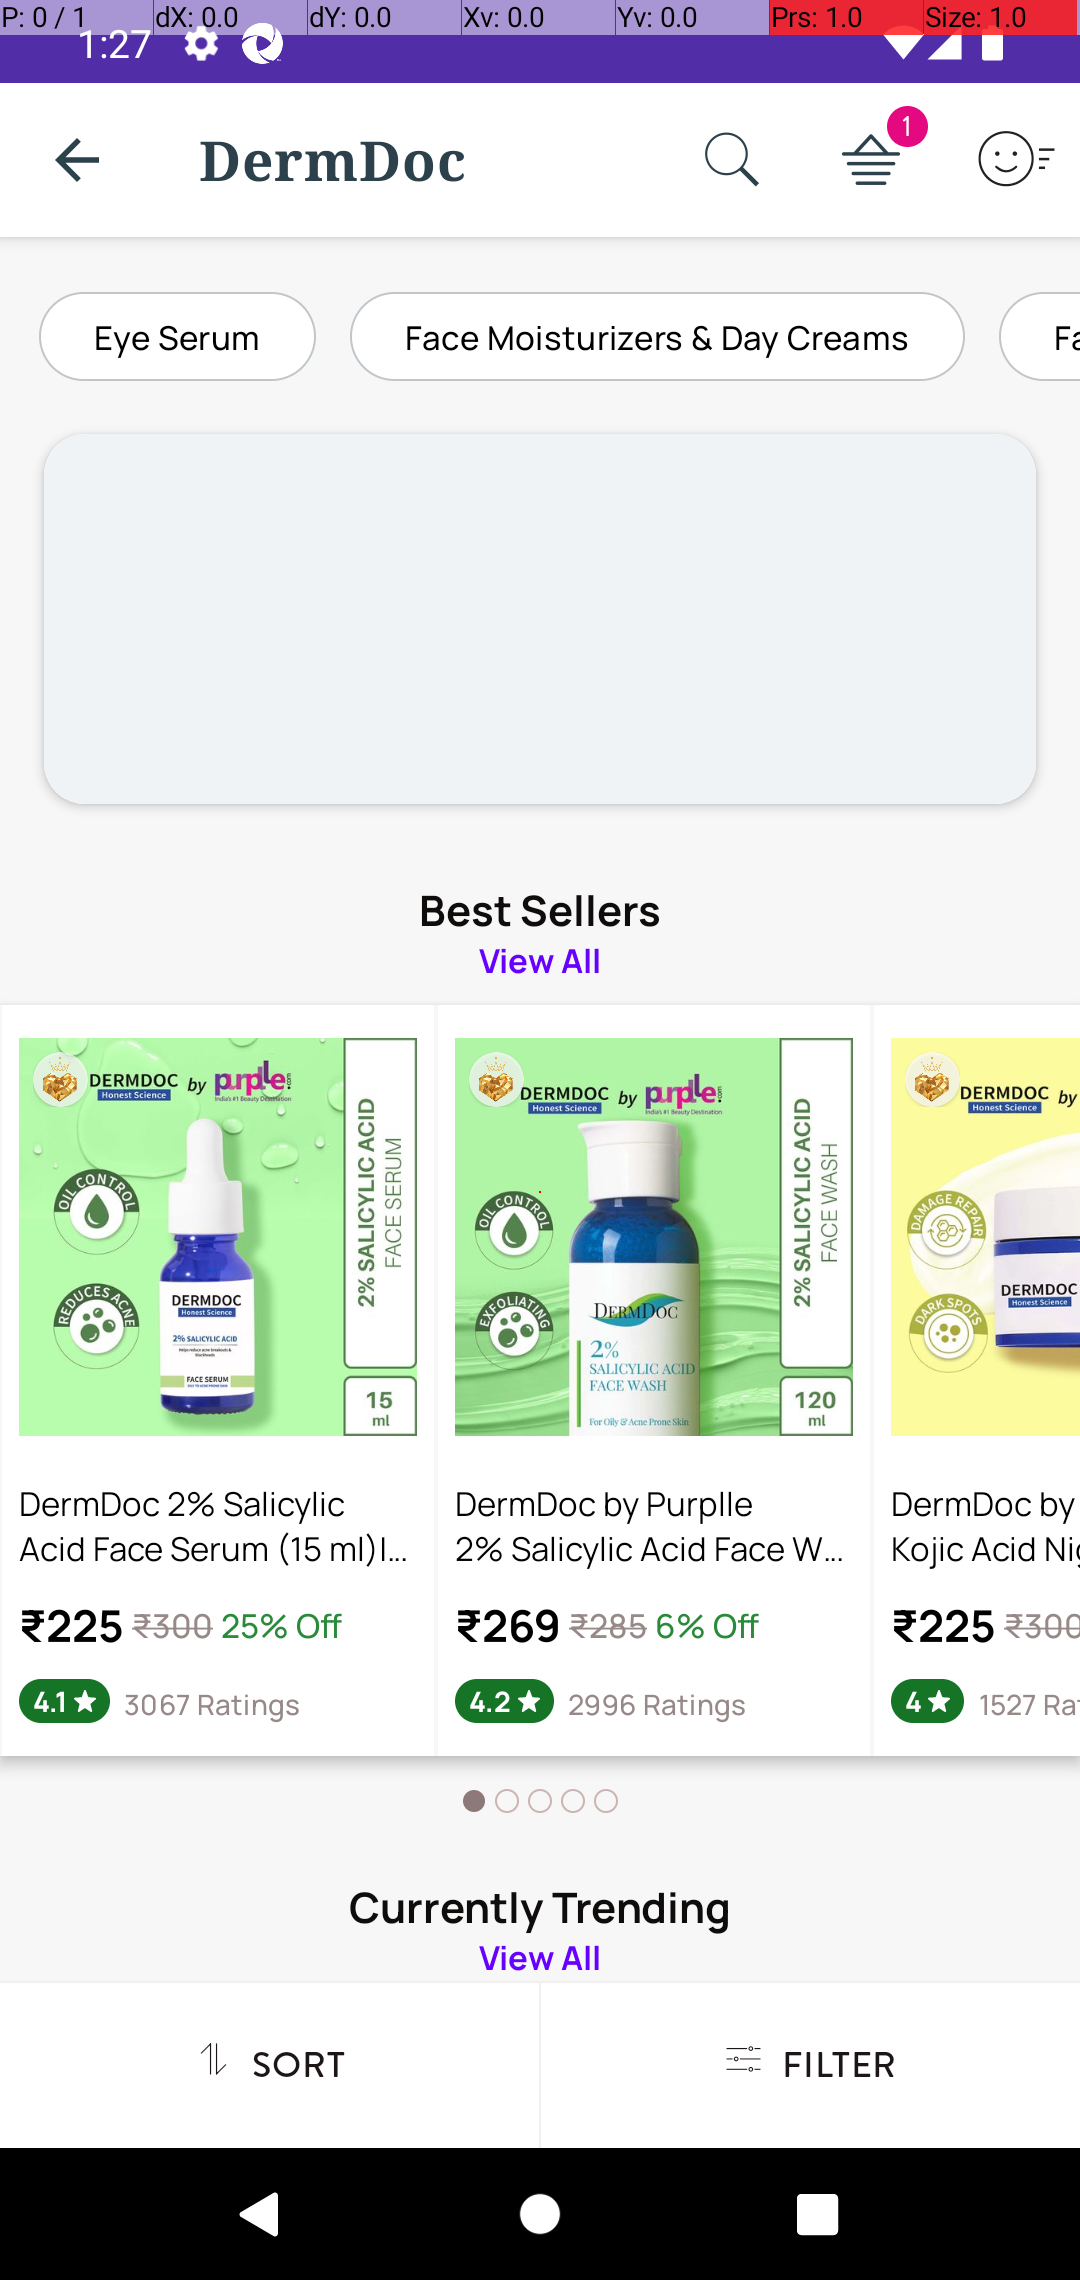 P: 0 / 1 dX: 0.0 dY: 0.0 Xv: 0.0 Yv: 0.0 Prs: 1.0 Size: 1.0
1:27
DermDoc
1
Eye Serum
Face Moisturizers & Day Creams
Fa
Best Sellers
View All
DERMDOC by purplle.com
Honest Science
India's #1 Beauty Destination
OIL CONTROL
REDUCES ACNE
DERMDOC
Honest Science
2% SALICYLIC ACID
FACE SERUM
2% SALICYLIC ACID
FACE SERUM
15
ml
DERMDOC by purplle.com
Honest Science
India's #1 Beauty Destination
OIL CONTROL
EXFOLIATING
DERMDOC
2%
SALICYLIC ACID
FACE WASH
For Oily & Acne Prone Skin
2% SALICYLIC ACID
FACE WASH
120
ml
DERMDOC by
Honest Science
DAMAGE REPAIR
DARK SPOTS
DERMDOC
Honest Science
DermDoc 2% Salicylic
Acid Face Serum (15 ml)I...
₹225 ₹300 25% Off
4.1 3067 Ratings
DermDoc by Purplle
2% Salicylic Acid Face W...
₹269 ₹285 6% Off
4.2 2996 Ratings
DermDoc by
Kojic Acid Nig
₹225 ₹300
4 1527 Rat
Currently Trending
View All
SORT
FILTER